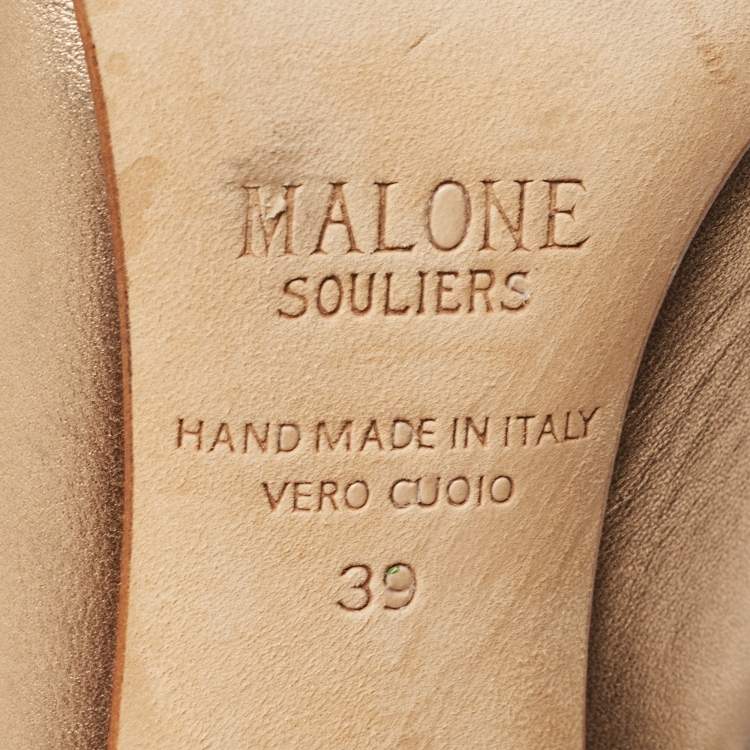 MALONE
SOULIERS
HAND MADE IN ITALY
VERO CUOIO
39